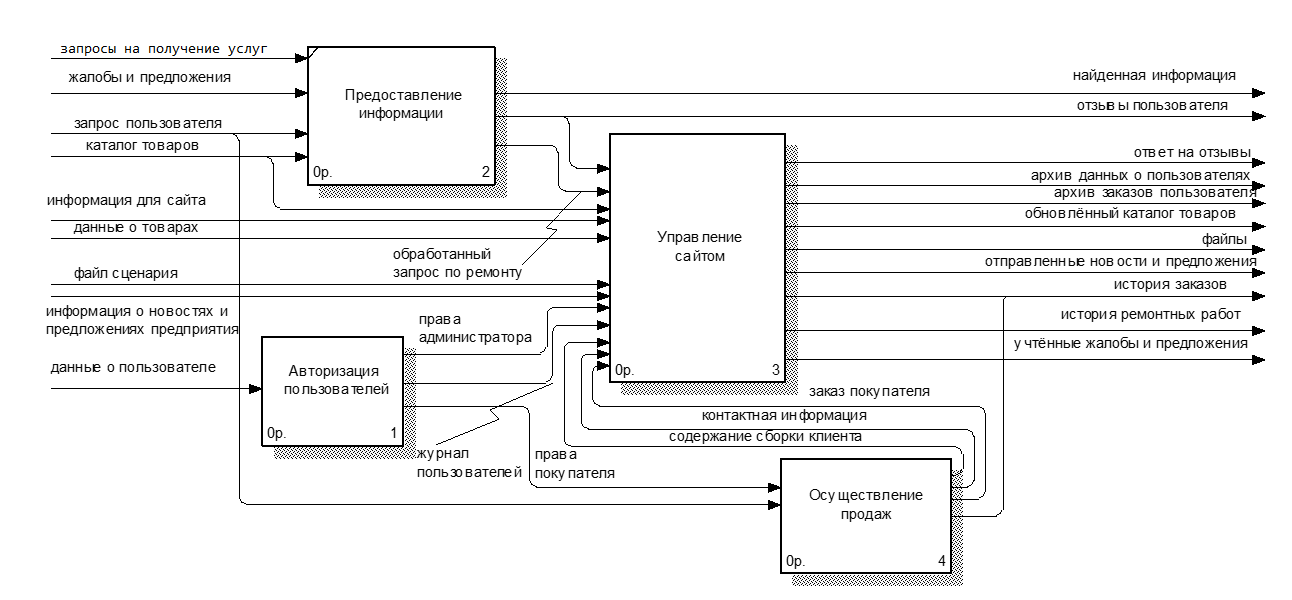 запросы на получение услуг
жалобы и предложения
запрос пользователя
каталог товаров
информация для сайта
данные о товарах
файл сценария
информация о новостях и
предложениях предприятия
данные о пользователе
Предоставление
информации
0р.
2
обработанный
запрос по ремонту
права
администратора
Авторизация
пользователей
0р.
1
журнал
пользователей
права
покупателя
Управление
сайтом
0р.
3
найденная информация
отзывы пользователя
ответ на отзывы
архив данных о пользователях
архив заказов пользователя
обновлённый каталог товаров
файлы
отправленные новости и предложения
история заказов
история ремонтных работ
учтённые жалобы и предложения
заказ покупателя
контактная информация
содержание сборки клиента
Осуществление
продаж
0р.
4